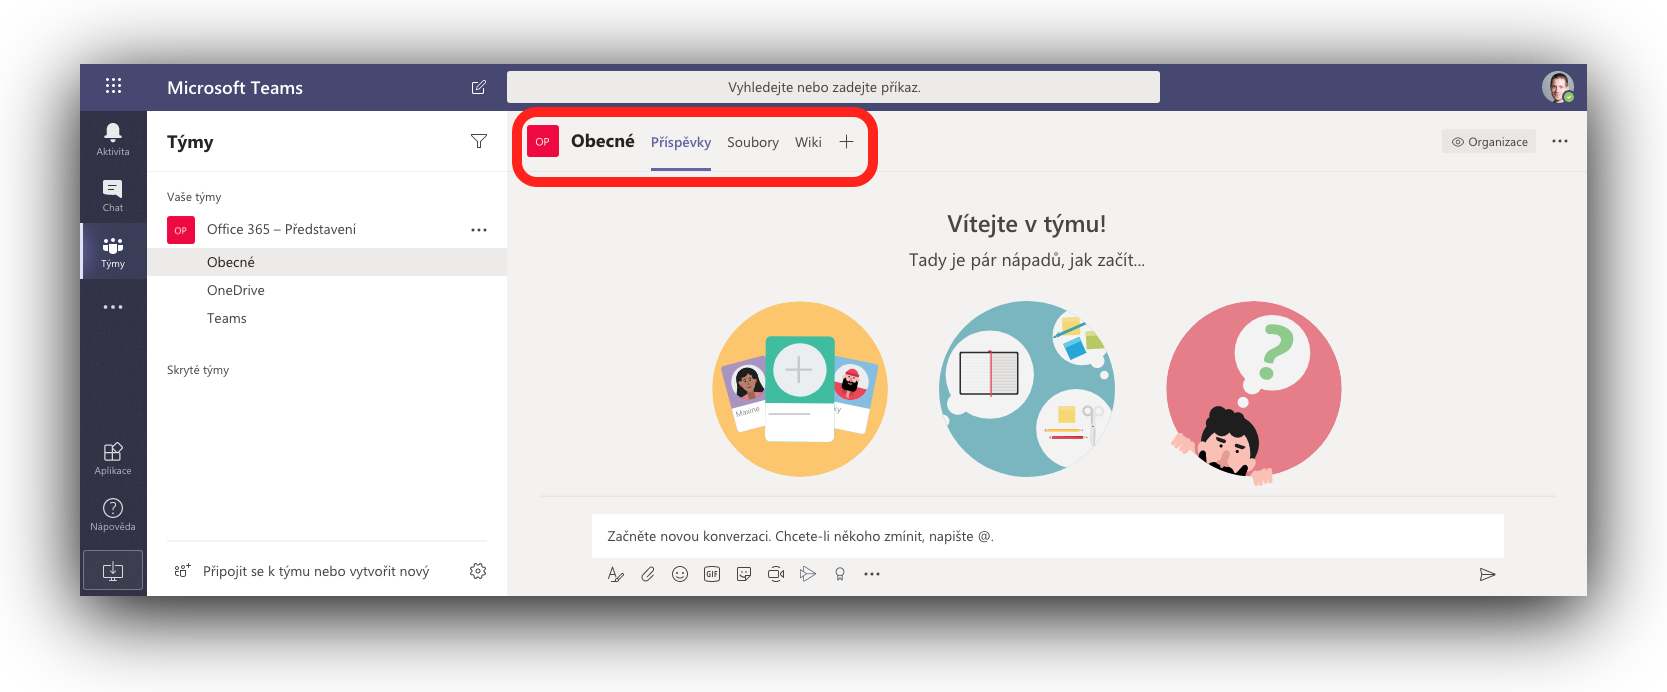 Microsoft Teams
Vyhledejte nebo zadejte příkaz.
Aktivita
Chat
Týmy
Aplikace
Nápověda
Týmy
Vaše týmy
OP Office 365 – Představení
Obecné
OneDrive
Teams
Skryté týmy
Připojit se k týmu nebo vytvořit nový
OP Obecné Příspěvky Soubory Wiki
Organizace
Vítejte v týmu!
Tady je pár nápadů, jak začít...
Maxine
ky
?
Začněte novou konverzaci. Chcete-li někoho zmínit, napište @.
GIF